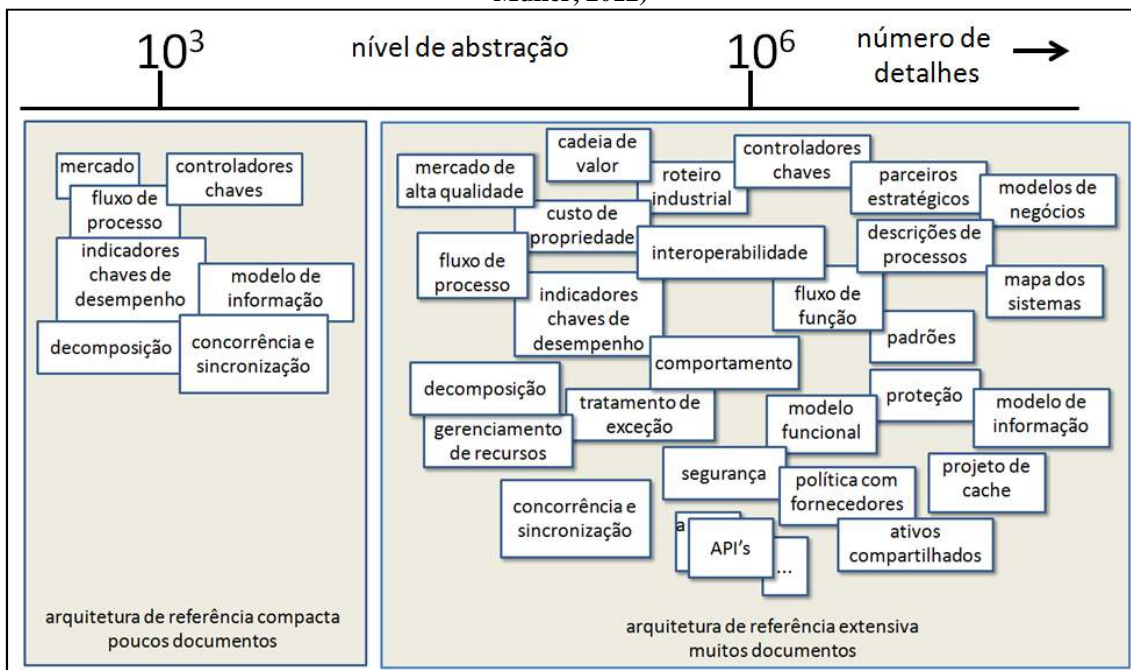 Muller, 2012)
10³
nível de abstração
10⁶
número de
detalhes
mercado
controladores
chaves
fluxo de
processo
indicadores
chaves de
desempenho
modelo de
informação
decomposição
concorrência e
sincronização
arquitetura de referência compacta
poucos documentos
cadeia de
valor
mercado de
alta qualidade
roteiro
industrial
controladores
chaves
parceiros
estratégicos
modelos de
negócios
custo de
propriedade
interoperabilidade
descrições de
processos
fluxo de
processo
mapa dos
sistemas
indicadores
chaves de
desempenho
fluxo de
função
padrões
comportamento
decomposição
tratamento de
exceção
proteção
modelo
funcional
modelo de
informação
gerenciamento
de recursos
segurança
política com
fornecedores
projeto de
cache
concorrência e
sincronização
a
API's
...
ativos
compartilhados
arquitetura de referência extensiva
muitos documentos